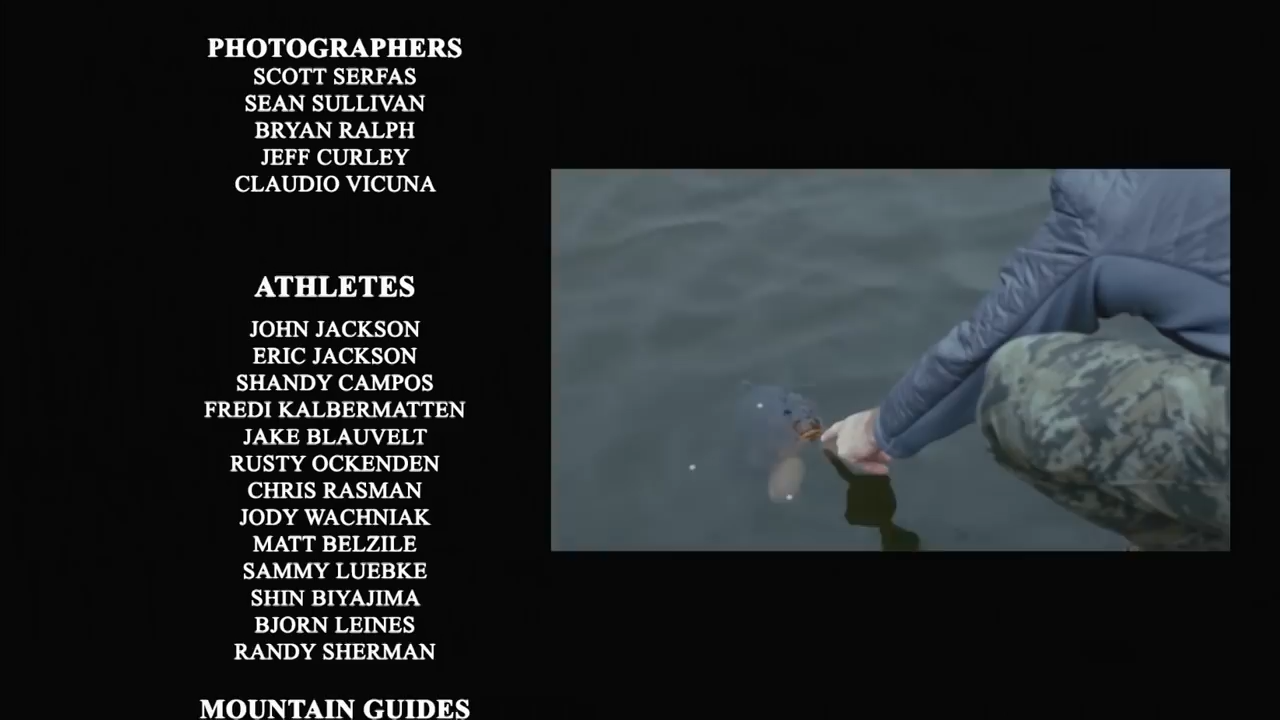 PHOTOGRAPHERS
SCOTT SERFAS
SEAN SULLIVAN
BRYAN RALPH
JEFF CURLEY
CLAUDIO VICUNA
ATHLETES
JOHN JACKSON
ERIC JACKSON
SHANDY CAMPOS
FREDI KALBERMATTEN
JAKE BLAUVELT
RUSTY OCKENDEN
CHRIS RASMAN
JODY WACHNIAK
MATT BELZILE
SAMMY LUEBKE
SHIN BIYAJIMA
BJORN LEINES
RANDY SHERMAN
MOUNTAIN GUIDES